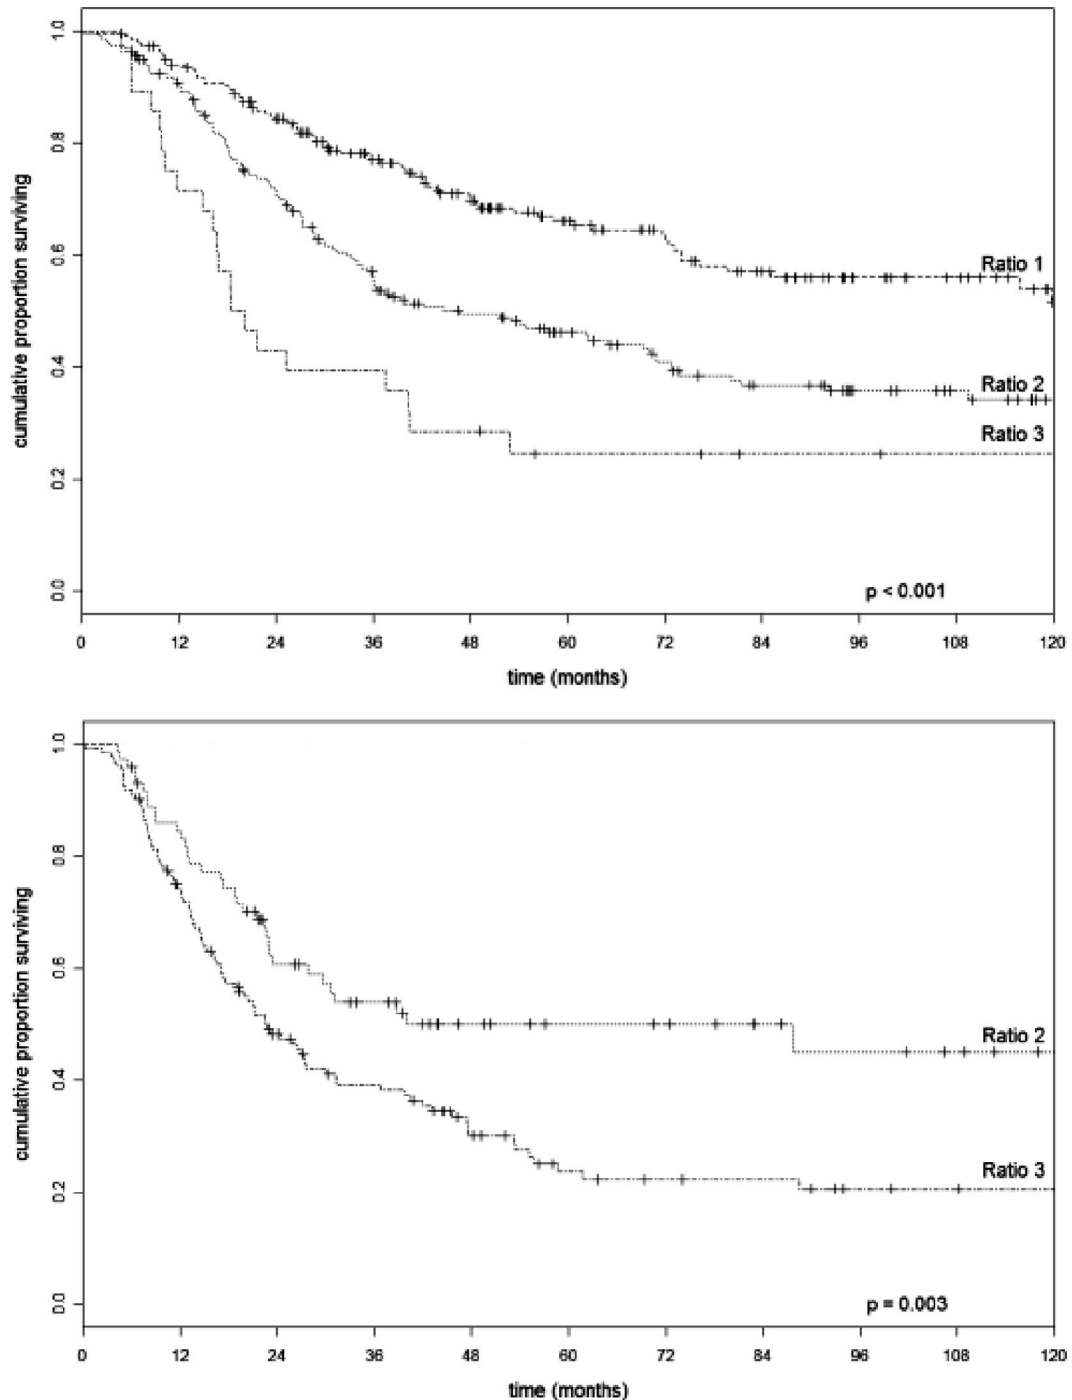 cumulative proportion surviving
1.0
0.8
0.6
0.4
0.2
0.0
Ratio 1
Ratio 2
Ratio 3
p < 0.001
0 12 24 36 48 60 72 84 96 108 120
time (months)
cumulative proportion surviving
1.0
0.8
0.6
0.4
0.2
0.0
Ratio 2
Ratio 3
p = 0.003
0 12 24 36 48 60 72 84 96 108 120
time (months)